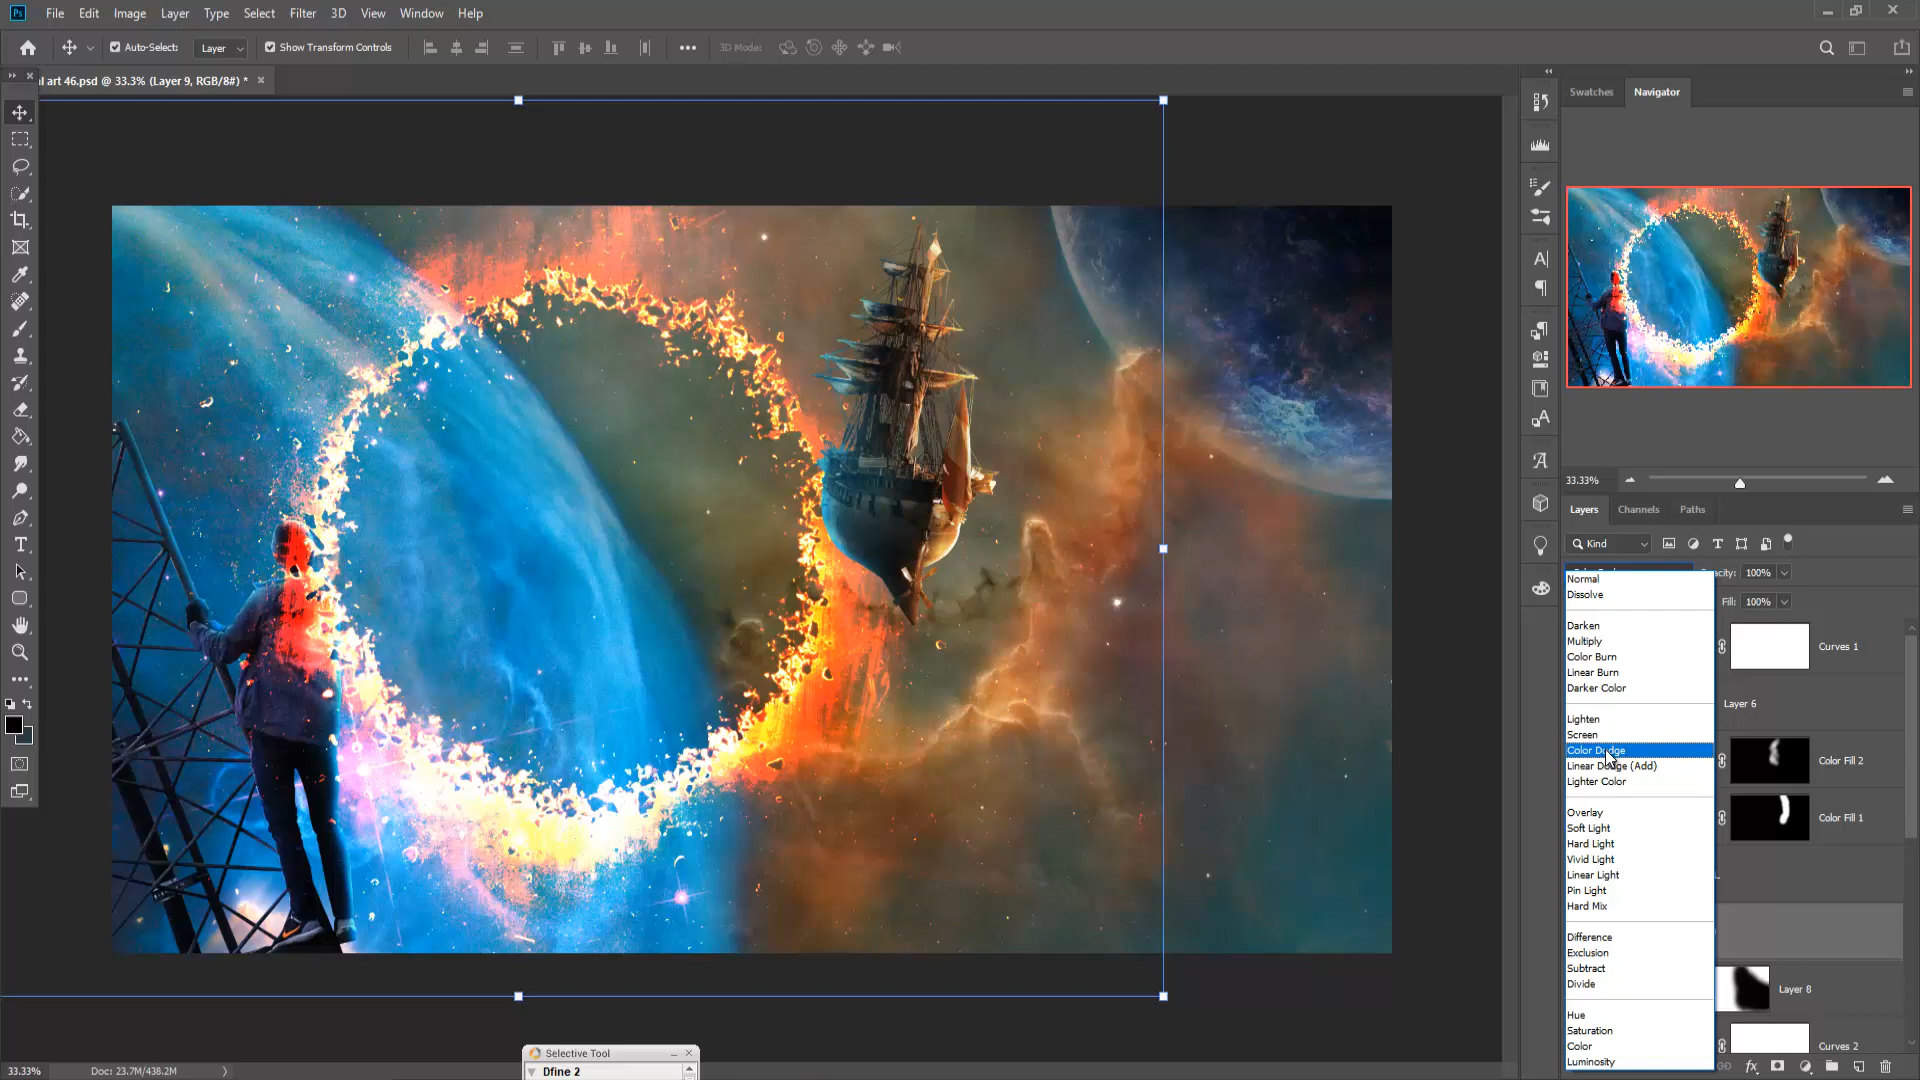 Ps File Edit Image Layer Type Select Filter 3D View Window Help
Auto-Select: Layer Show Transform Controls 3D Mode:
l art 46.psd @ 33.3% (Layer 9, RGB/8#) *
Swatches Navigator
33.33%
Layers Channels Paths
Kind
Opacity: 100%
Fill: 100%
Normal
Dissolve
Darken
Multiply
Color Burn
Linear Burn
Darker Color
Lighten
Screen
Color Dodge
Linear Dodge (Add)
Lighter Color
Overlay
Soft Light
Hard Light
Vivid Light
Linear Light
Pin Light
Hard Mix
Difference
Exclusion
Subtract
Divide
Hue
Saturation
Color
Luminosity
Curves 1
Layer 6
Color Fill 2
Color Fill 1
Layer 8
Curves 2
fx
33.33% Doc: 23.7M/438.2M
Selective Tool
Dfine 2